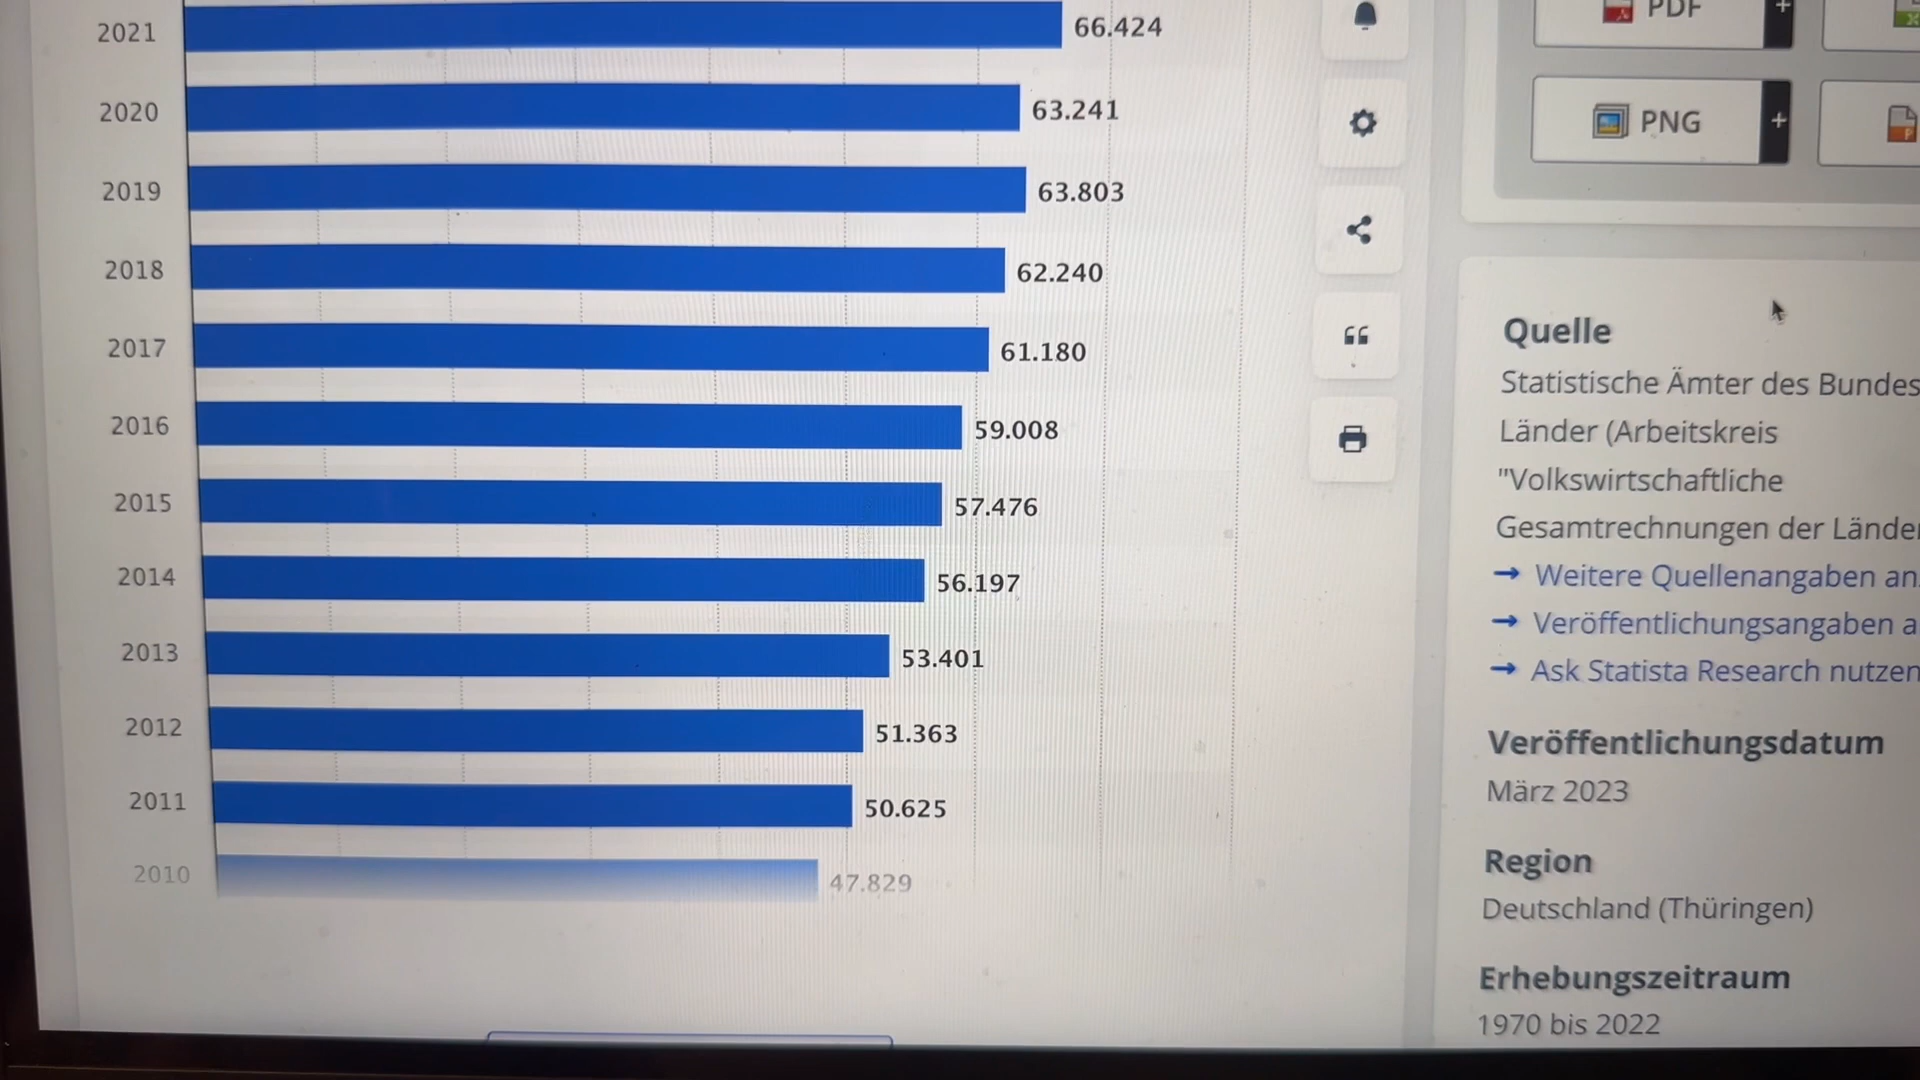 2021 66.424
2020 63.241
2019 63.803
2018 62.240
2017 61.180
2016 59.008
2015 57.476
2014 56.197
2013 53.401
2012 51.363
2011 50.625
2010 47.829
PDF +
PNG +
Quelle
Statistische Ämter des Bundes
Länder (Arbeitskreis
"Volkswirtschaftliche
Gesamtrechnungen der Länder
→ Weitere Quellenangaben an
→ Veröffentlichungsangaben a
→ Ask Statista Research nutzen
Veröffentlichungsdatum
März 2023
Region
Deutschland (Thüringen)
Erhebungszeitraum
1970 bis 2022